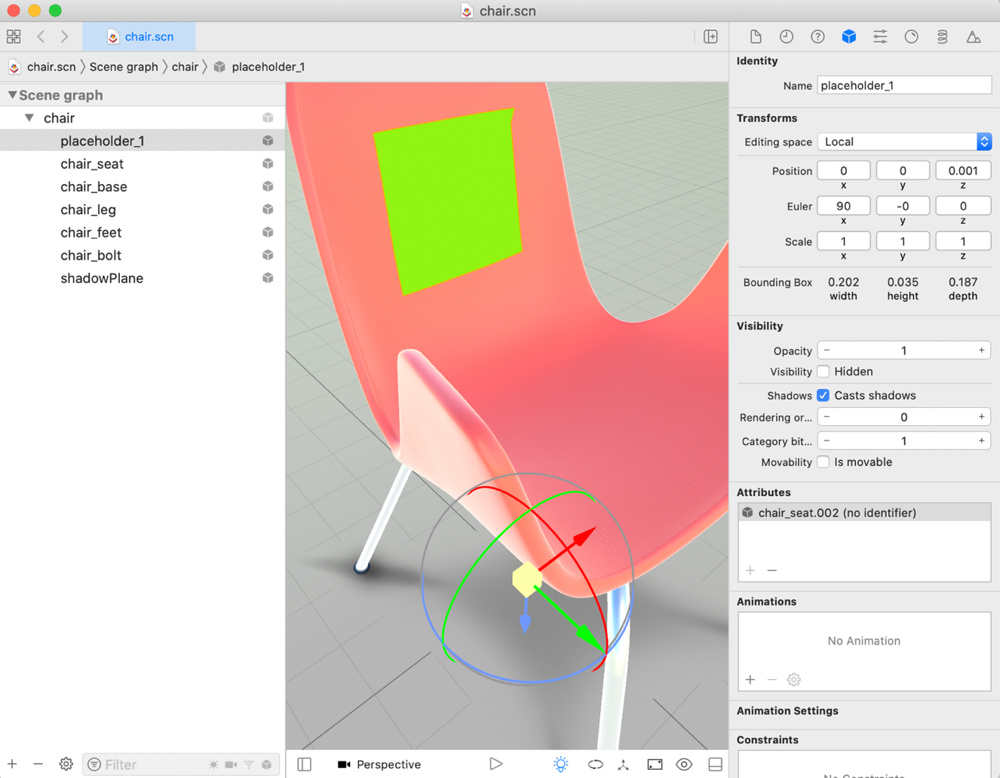 chair.scn
chair.scn
chair.scn Scene graph chair placeholder_1
Scene graph
chair
placeholder_1
chair_seat
chair_base
chair_leg
chair_feet
chair_bolt
shadowPlane
Filter
Perspective
Identity
Name placeholder_1
Transforms
Editing space Local
Position 0 0 0.001
x y z
Euler 90 -0 0
x y z
Scale 1 1 1
x y z
Bounding Box 0.202 0.035 0.187
width height depth
Visibility
Opacity − 1 +
Visibility Hidden
Shadows Casts shadows
Rendering or... − 0 +
Category bit... − 1 +
Movability Is movable
Attributes
chair_seat.002 (no identifier)
Animations
No Animation
Animation Settings
Constraints
No Constraints